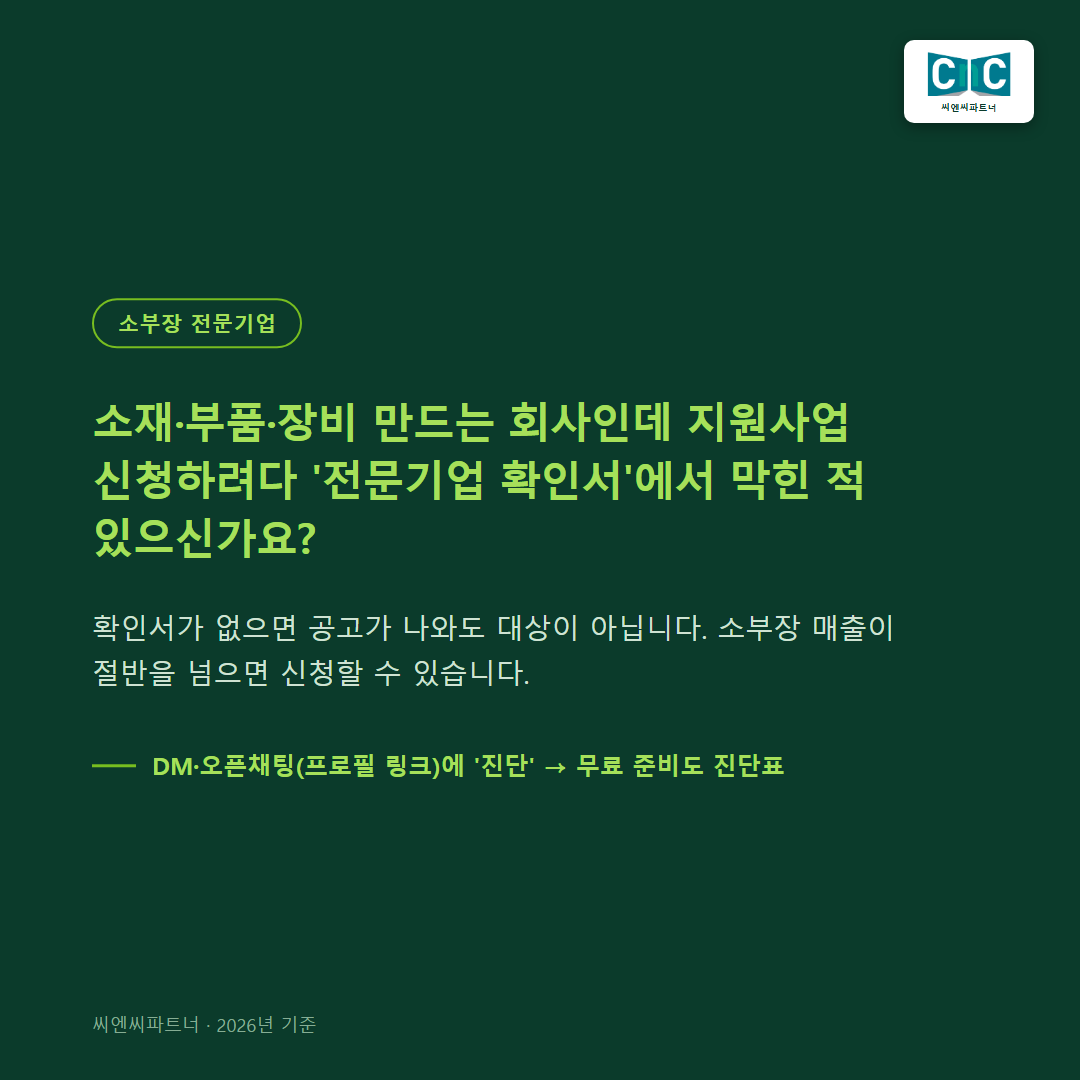 CnC
씨엔씨파트너
소부장 전문기업
소재·부품·장비 만드는 회사인데 지원사업
신청하려다 '전문기업 확인서'에서 막힌 적
있으신가요?
확인서가 없으면 공고가 나와도 대상이 아닙니다. 소부장 매출이
절반을 넘으면 신청할 수 있습니다.
DM·오픈채팅(프로필 링크)에 '진단' → 무료 준비도 진단표
씨엔씨파트너 · 2026년 기준